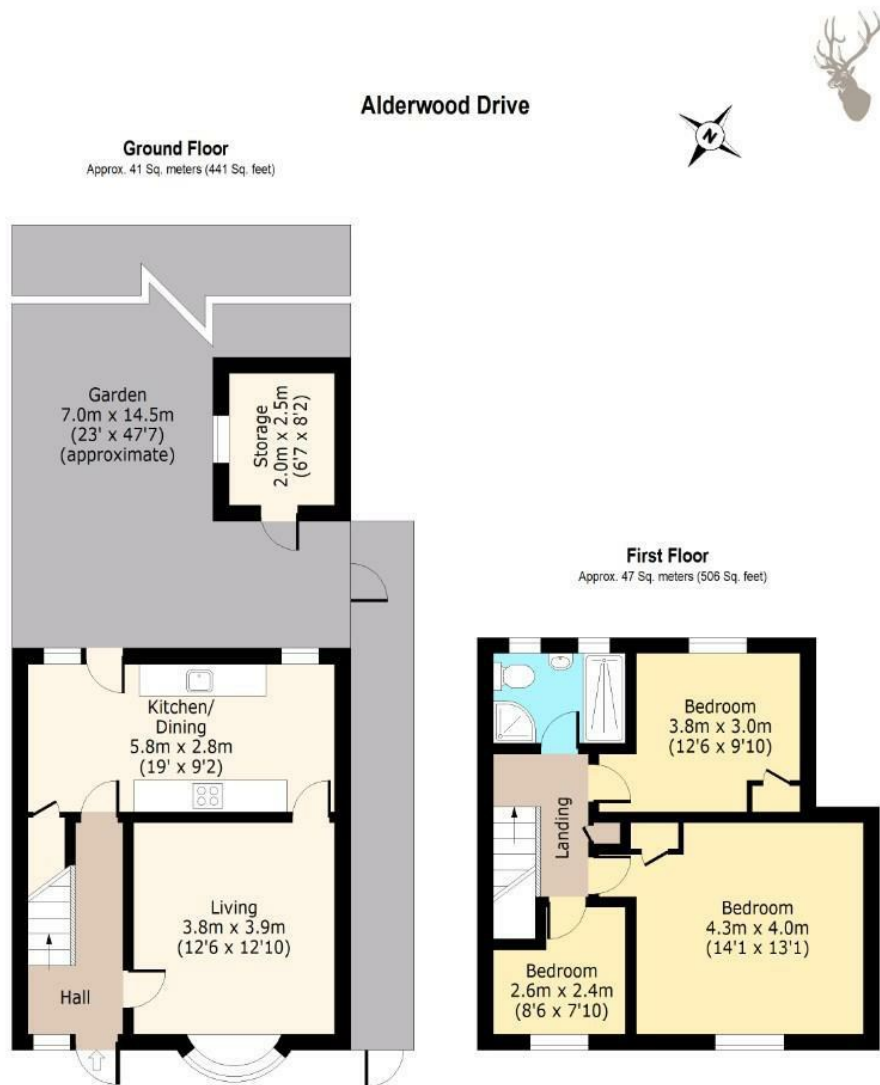 Alderwood Drive
N
Ground Floor
Approx. 41 Sq. meters (441 Sq. feet)
Garden
7.0m x 14.5m
(23' x 47'7)
(approximate)
Storage
2.0m x 2.5m
(6'7 x 8'2)
Kitchen/
Dining
5.8m x 2.8m
(19' x 9'2)
Living
3.8m x 3.9m
(12'6 x 12'10)
Hall
First Floor
Approx. 47 Sq. meters (506 Sq. feet)
Bedroom
3.8m x 3.0m
(12'6 x 9'10)
Landing
Bedroom
4.3m x 4.0m
(14'1 x 13'1)
Bedroom
2.6m x 2.4m
(8'6 x 7'10)